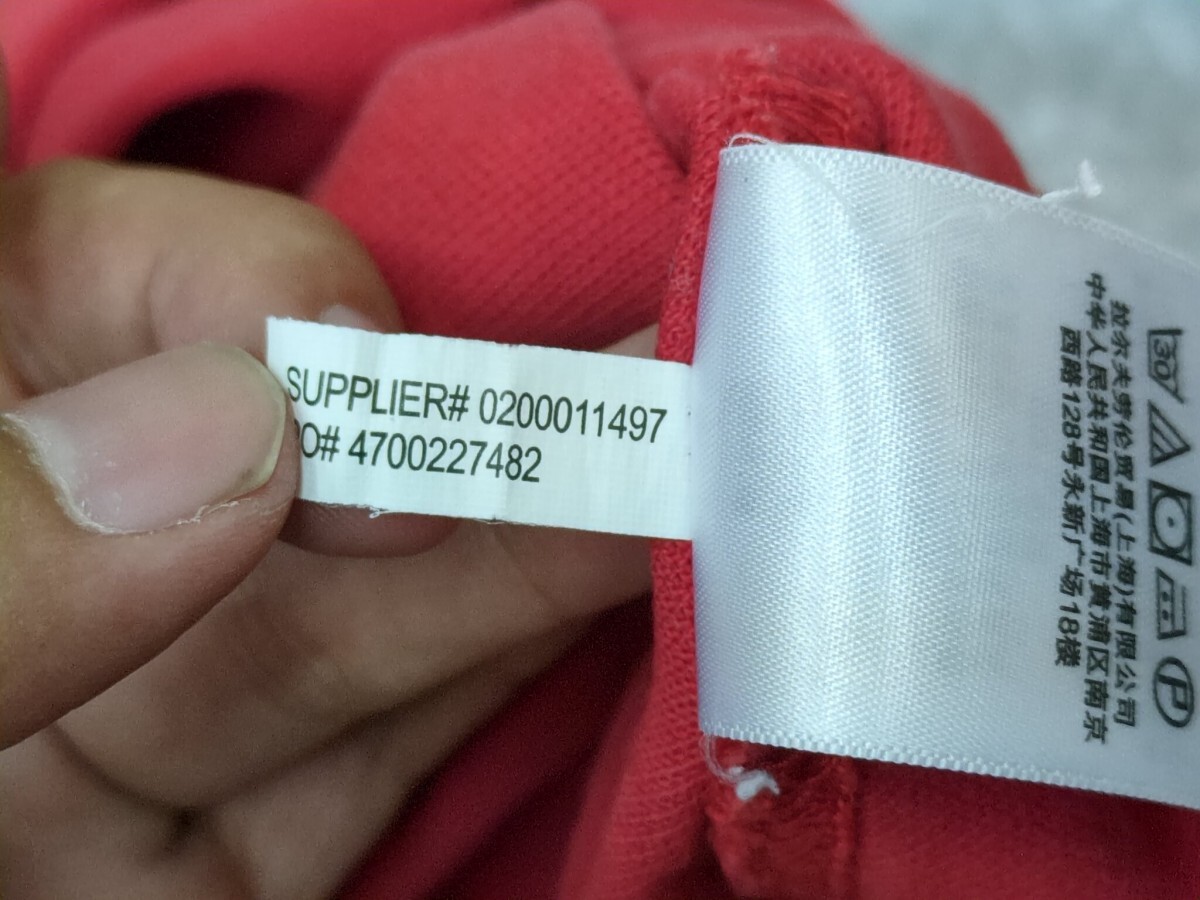 SUPPLIER# 0200011497
PO# 4700227482
30
P
拉尔夫劳伦贸易(上海)有限公司
中华人民共和国上海市黄浦区南京
西路128号永新广场18楼